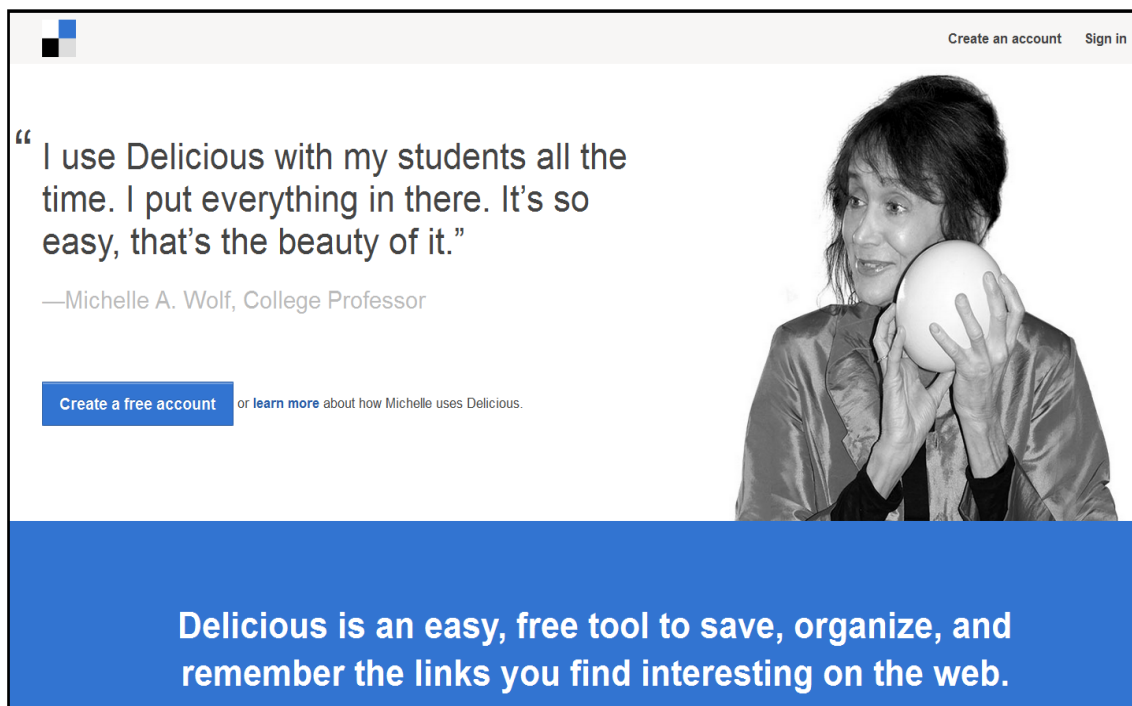 Create an account Sign in
“ I use Delicious with my students all the
time. I put everything in there. It’s so
easy, that’s the beauty of it.”
—Michelle A. Wolf, College Professor
Create a free account or learn more about how Michelle uses Delicious.
Delicious is an easy, free tool to save, organize, and
remember the links you find interesting on the web.